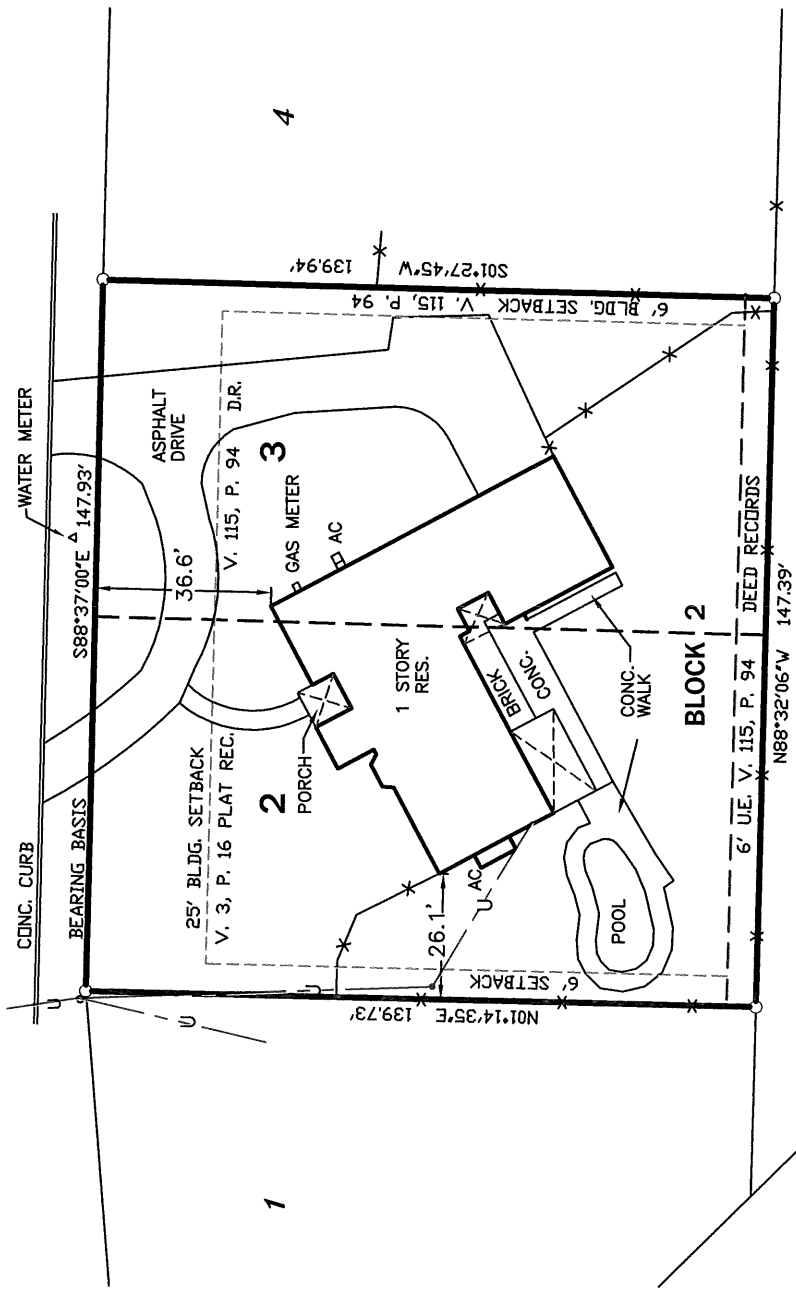 CONC. CURB
WATER METER
BEARING BASIS
S88°37'00"E
147.93'
ASPHALT
DRIVE
25' BLDG. SETBACK
V. 3, P. 16 PLAT REC.
V. 115, P. 94 D.R.
36.6'
1
2
3
4
PORCH
GAS METER
AC
1 STORY
RES.
AC
26.1'
U
U
U
U
BRICK
CONC.
CONC.
WALK
POOL
BLOCK 2
6' SETBACK
N01°14'35"E 139.73'
6' BLDG. SETBACK V. 115, P. 94
S01°27'45"W 139.94'
6' U.E. V. 115, P. 94 DEED RECORDS
N88°32'06"W 147.39'